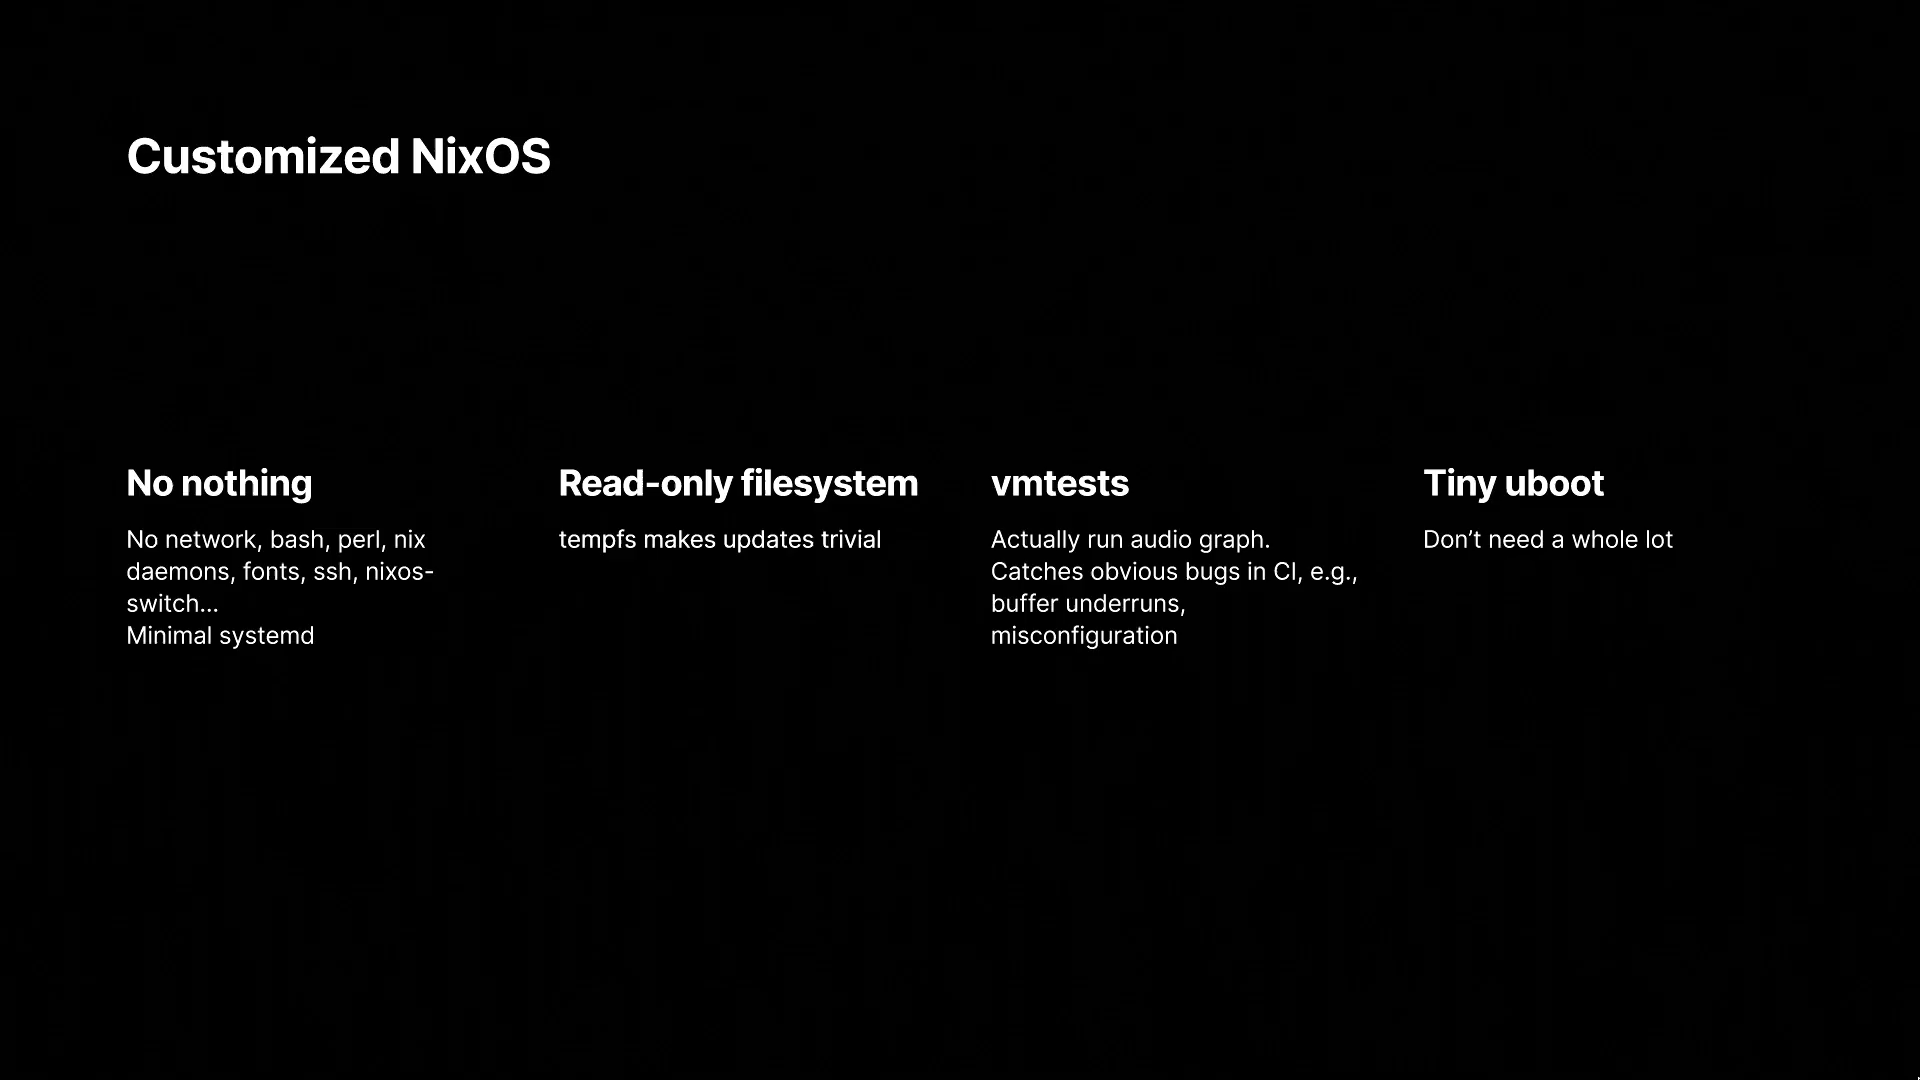 Customized NixOS
No nothing
No network, bash, perl, nix
daemons, fonts, ssh, nixos-
switch...
Minimal systemd
Read-only filesystem
tempfs makes updates trivial
vmtests
Actually run audio graph.
Catches obvious bugs in CI, e.g.,
buffer underruns,
misconfiguration
Tiny uboot
Don’t need a whole lot